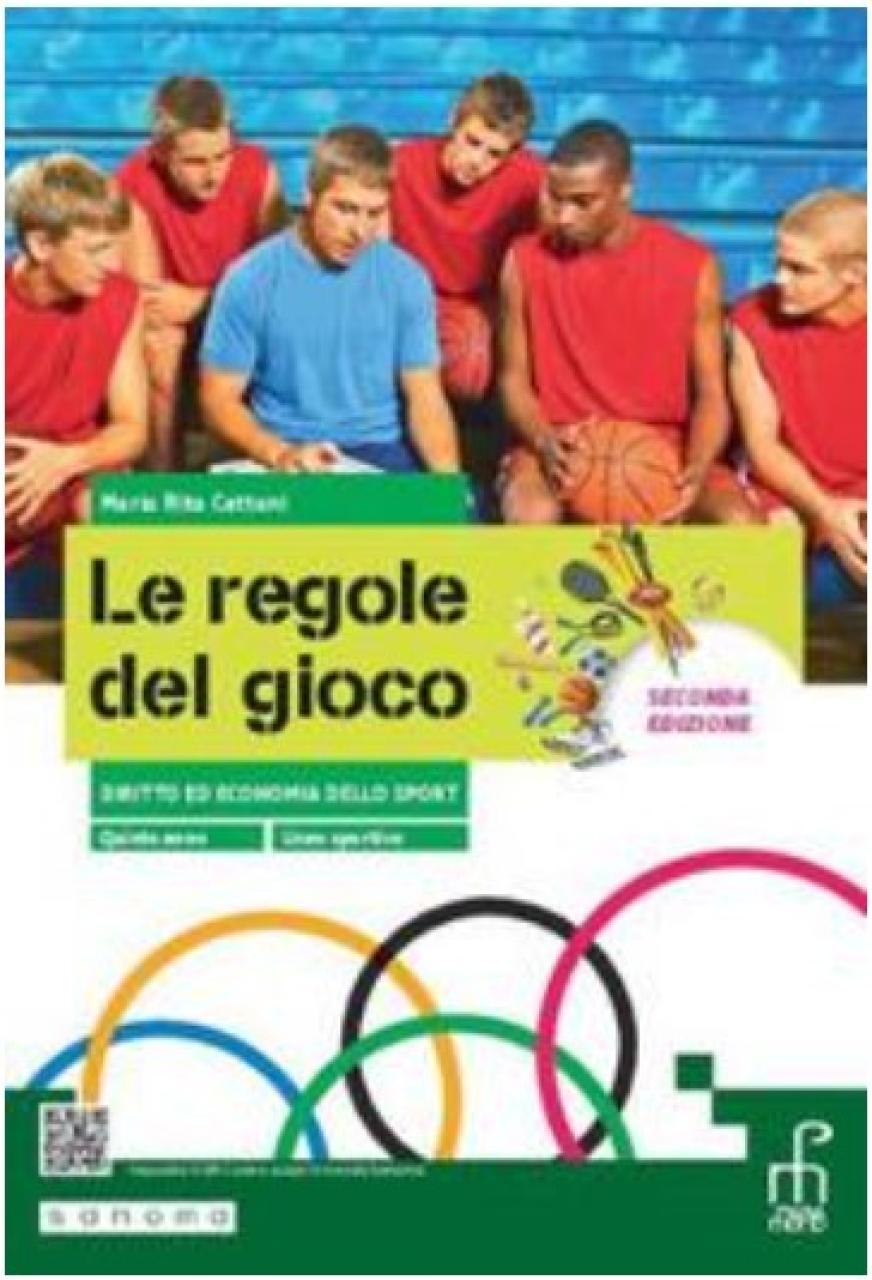 Maria Rita Cattani
Le regole
del gioco
SECONDA
EDIZIONE
DIRITTO ED ECONOMIA DELLO SPORT
Quinto anno
Liceo sportivo
sanoma